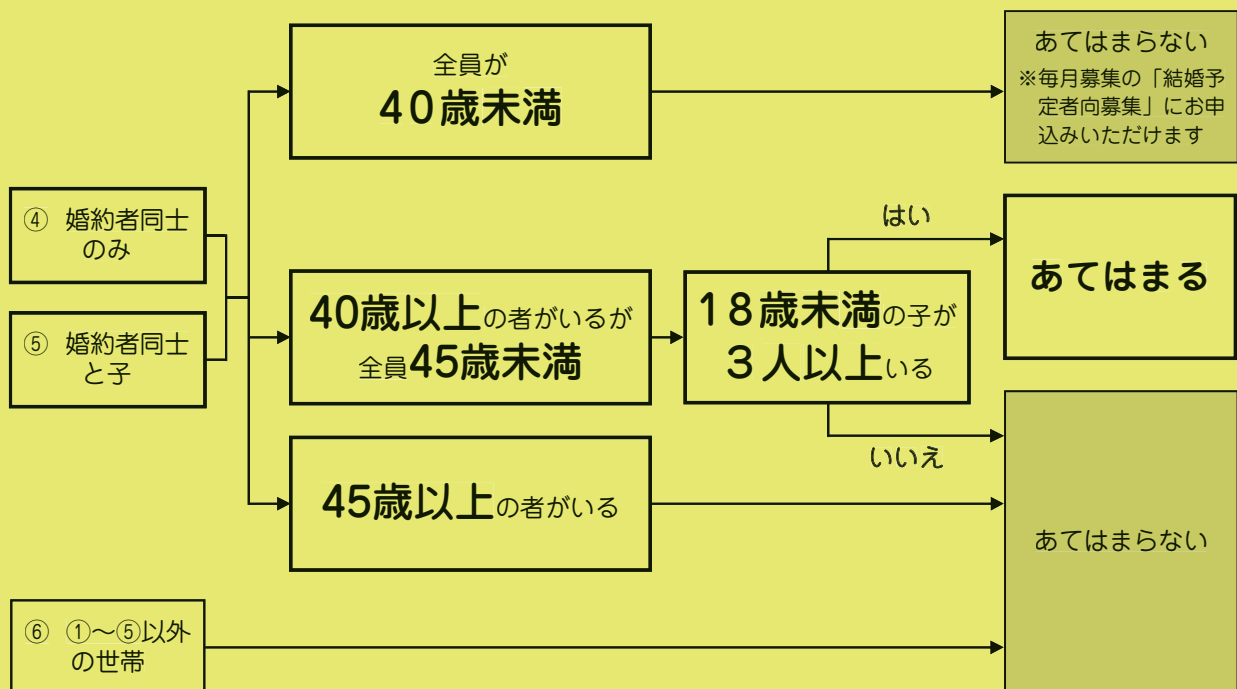 全員が
40歳未満
あてはまらない
※毎月募集の「結婚予
定者向募集」にお申
込みいただけます
④ 婚約者同士
のみ
⑤ 婚約者同士
と子
40歳以上の者がいるが
全員45歳未満
18歳未満の子が
3人以上いる
はい
あてはまる
いいえ
45歳以上の者がいる
あてはまらない
⑥ ①～⑤以外
の世帯